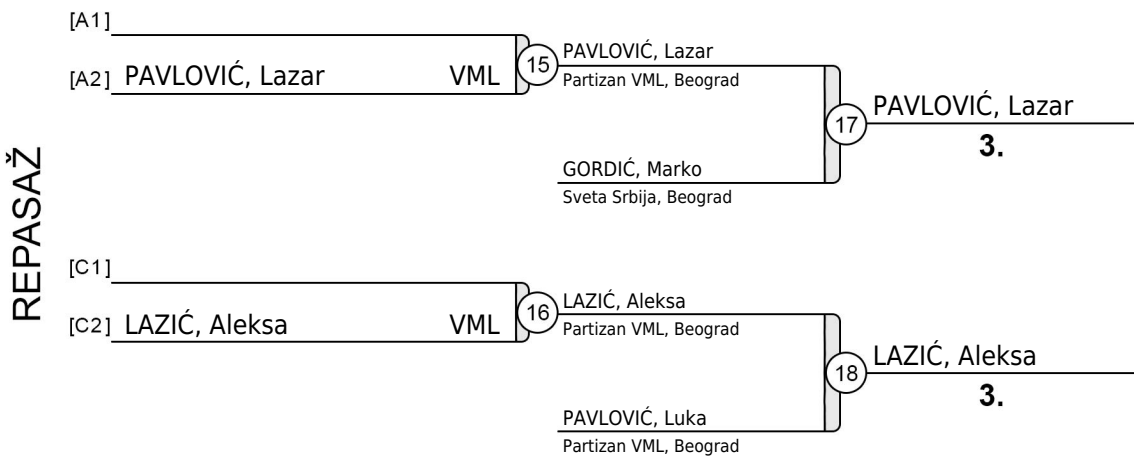 REPASAŽ
[A1]
[A2] PAVLOVIĆ, Lazar VML
15
PAVLOVIĆ, Lazar
Partizan VML, Beograd
GORDIĆ, Marko
Sveta Srbija, Beograd
17
PAVLOVIĆ, Lazar
3.
[C1]
[C2] LAZIĆ, Aleksa VML
16
LAZIĆ, Aleksa
Partizan VML, Beograd
PAVLOVIĆ, Luka
Partizan VML, Beograd
18
LAZIĆ, Aleksa
3.